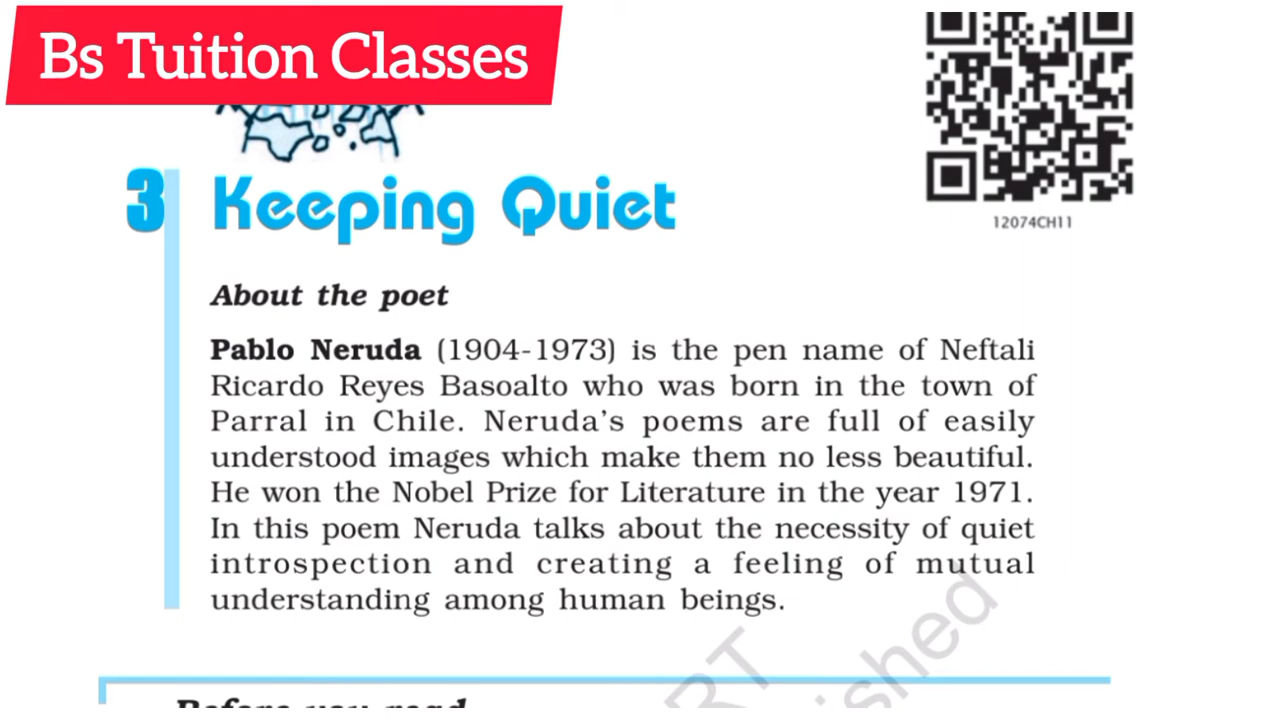 Bs Tuition Classes
12074CH11
3 Keeping Quiet
About the poet
Pablo Neruda (1904-1973) is the pen name of Neftali
Ricardo Reyes Basoalto who was born in the town of
Parral in Chile. Neruda's poems are full of easily
understood images which make them no less beautiful.
He won the Nobel Prize for Literature in the year 1971.
In this poem Neruda talks about the necessity of quiet
introspection and creating a feeling of mutual
understanding among human beings.
Before you read